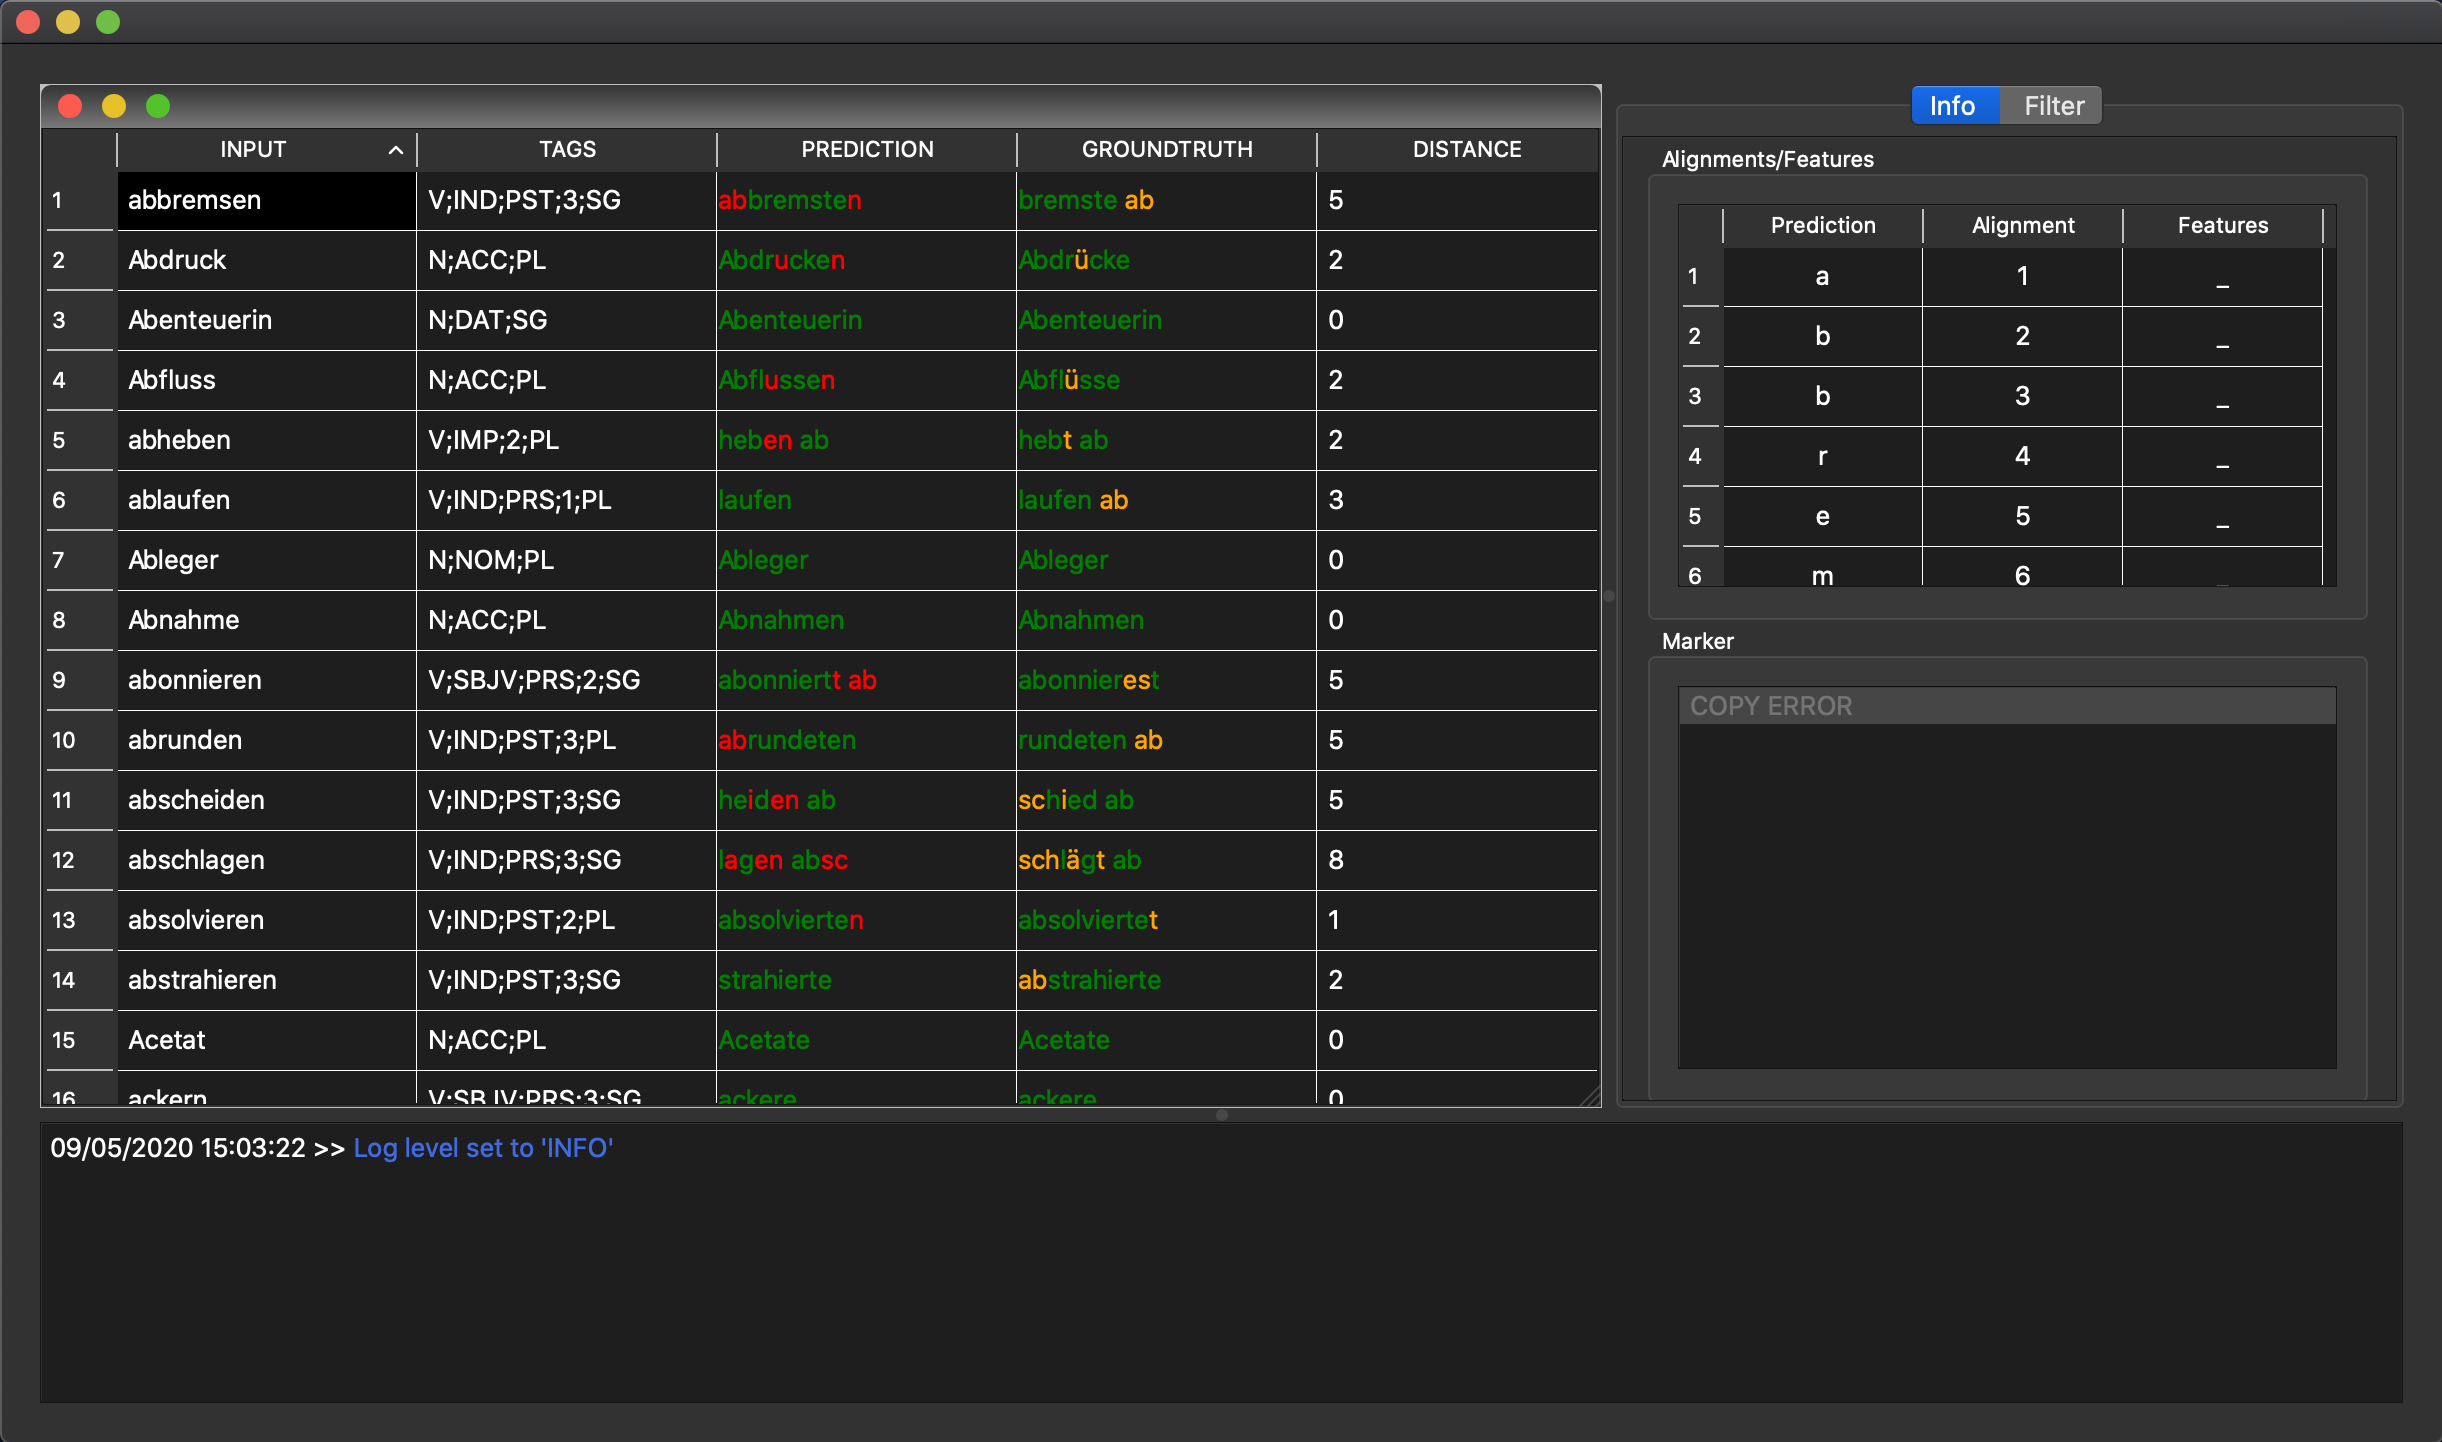 Info Filter
INPUT TAGS PREDICTION GROUNDTRUTH DISTANCE
1 abbremsen V;IND;PST;3;SG abbremsten bremste ab 5
2 Abdruck N;ACC;PL Abdrucken Abdrücke 2
3 Abenteuerin N;DAT;SG Abenteuerin Abenteuerin 0
4 Abfluss N;ACC;PL Abflussen Abflüsse 2
5 abheben V;IMP;2;PL heben ab hebt ab 2
6 ablaufen V;IND;PRS;1;PL laufen laufen ab 3
7 Ableger N;NOM;PL Ableger Ableger 0
8 Abnahme N;ACC;PL Abnahmen Abnahmen 0
9 abonnieren V;SBJV;PRS;2;SG abonniertt ab abonnierest 5
10 abrunden V;IND;PST;3;PL abrundeten rundeten ab 5
11 abscheiden V;IND;PST;3;SG heiden ab schied ab 5
12 abschlagen V;IND;PRS;3;SG lagen absc schlägt ab 8
13 absolvieren V;IND;PST;2;PL absolvierten absolviertet 1
14 abstrahieren V;IND;PST;3;SG strahierte abstrahierte 2
15 Acetat N;ACC;PL Acetate Acetate 0
16 ackern V;SBJV;PRS;3;SG ackere ackere 0
Alignments/Features
Prediction Alignment Features
1 a 1 _
2 b 2 _
3 b 3 _
4 r 4 _
5 e 5 _
6 m 6 _
Marker
COPY ERROR
09/05/2020 15:03:22 >> Log level set to 'INFO'